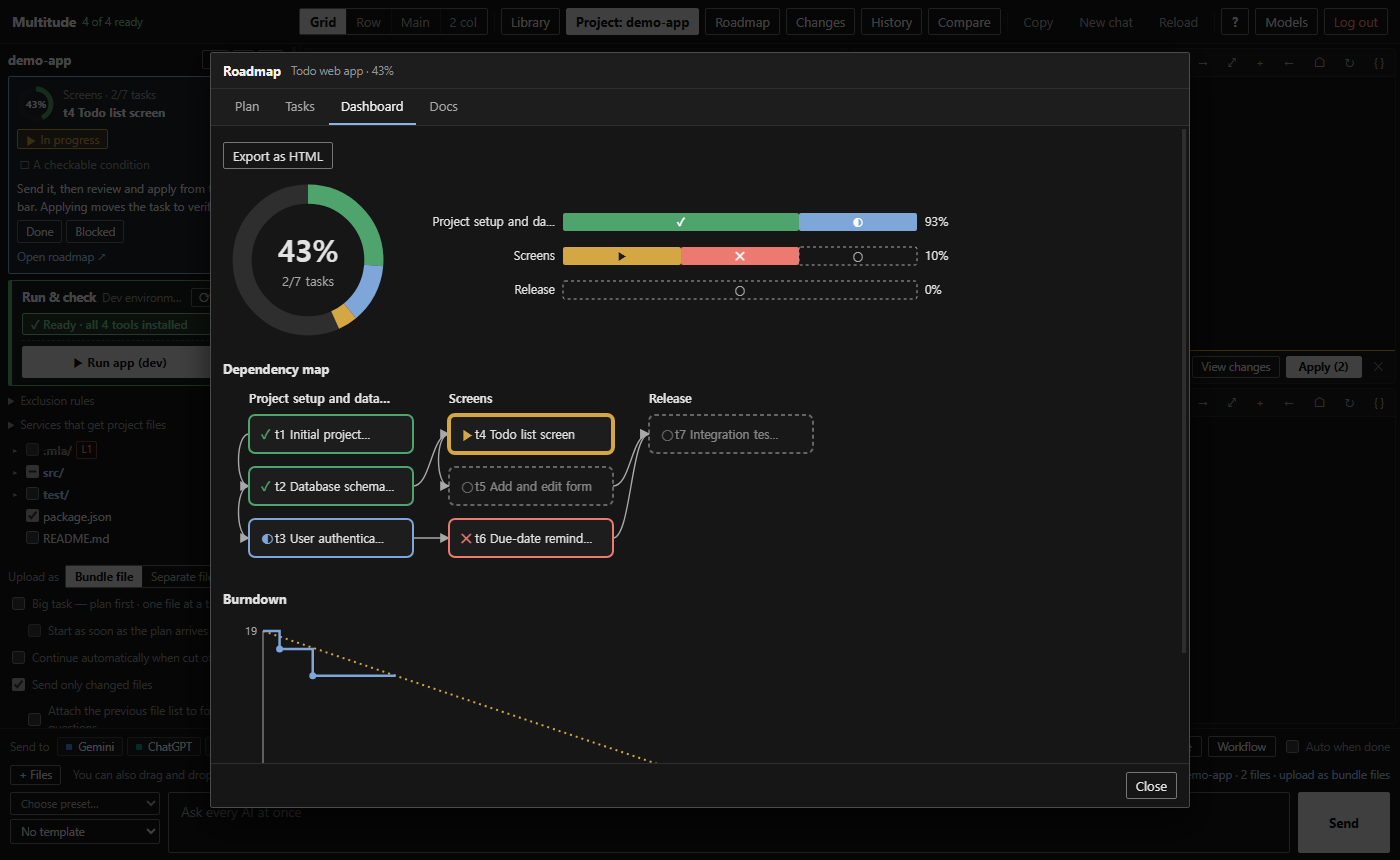 Multitude 4 of 4 ready
Grid Row Main 2 col Library Project: demo-app Roadmap Changes History Compare Copy New chat Reload ? Models Log out
demo-app
43%
Screens · 2/7 tasks
t4 Todo list screen
▶ In progress
A checkable condition
Send it, then review and apply from
bar. Applying moves the task to
Done Blocked
Open roadmap ↗
Run & check Dev environm...
✓ Ready · all 4 tools installed
▶ Run app (dev)
Exclusion rules
Services that get project files
.mla/ L1
src/
test/
package.json
README.md
Upload as Bundle file Separate
Big task — plan first · one file at a
Start as soon as the plan arrives
Continue automatically when cut
Send only changed files
Attach the previous file list to
questions
Send to Gemini ChatGPT
+ Files You can also drag and drop
Choose preset...
No template
Ask every AI at once
Roadmap Todo web app · 43%
Plan Tasks Dashboard Docs
Export as HTML
43%
2/7 tasks
Project setup and da... 93%
Screens 10%
Release 0%
Dependency map
Project setup and data... Screens Release
✓ t1 Initial project... ▶ t4 Todo list screen ○ t7 Integration tes...
✓ t2 Database schema... ○ t5 Add and edit form
◐ t3 User authentica... ✕ t6 Due-date remind...
Burndown
19
Close
View changes Apply (2)
Workflow Auto when done
emo-app · 2 files · upload as bundle files
Send